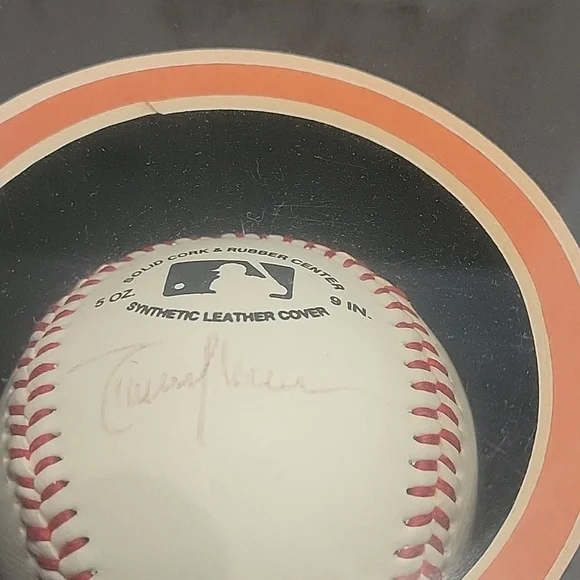 SOLID CORK & RUBBER CENTER
5 OZ. 9 IN.
SYNTHETIC LEATHER COVER